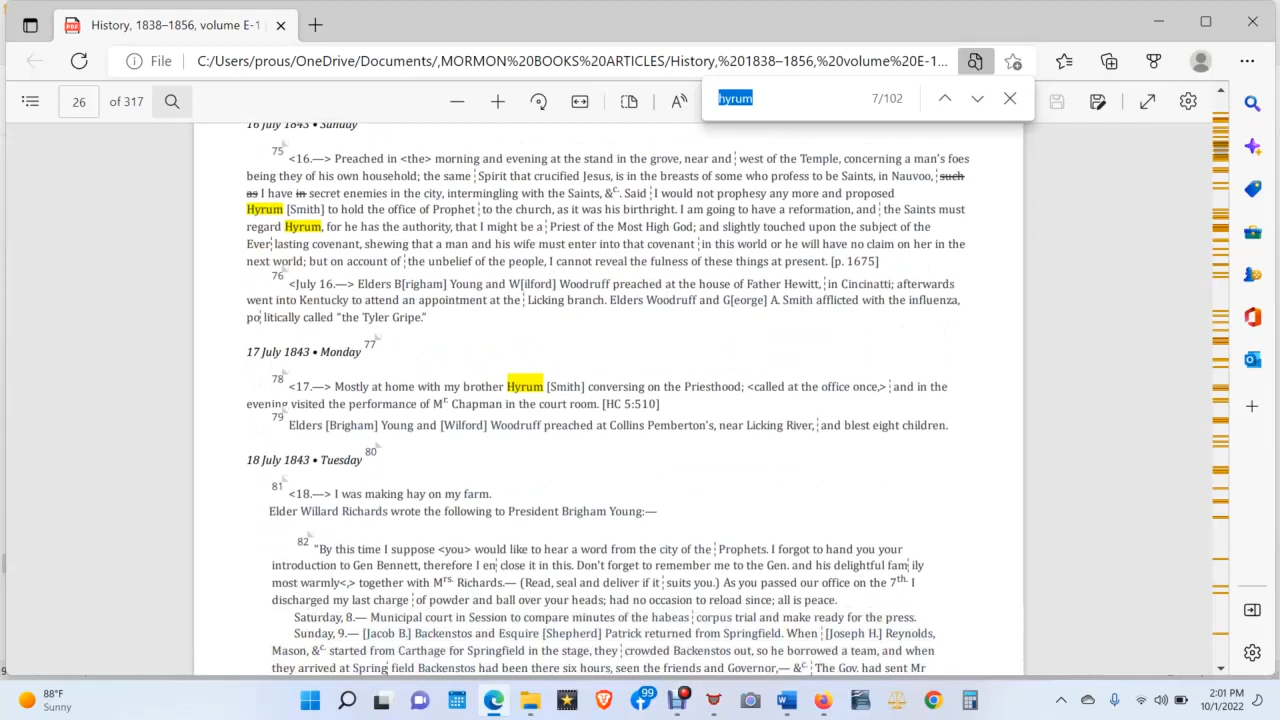 History, 1838–1856, volume E-1
File
C:/Users/prous/OneDrive/Documents/,MORMON%20BOOKS%20ARTICLES/History,%201838–1856,%20volume%20E-1...
26 of 317
hyrum 7/102
16 July 1843 • Sunday
75
<16.—> Preached in <the> morning and evening at the stand in the grove, near and ¦ west of the Temple, concerning a man's foes
being they of his own household; the same ¦ Spirit that crucified Jesus, is in the breasts of some who profess to be Saints, in Nauvoo, ¦ such
as I have in secret enemies in the city, intermingling with the Saints, &c. Said ¦ I would not prophesy any more and proposed
Hyrum [Smith] to hold the office of Prophet ¦ to the church, as it was his birthright. I am going to have a reformation, and ¦ the Saints must
regard Hyrum, for he has the authority, that I might be a ¦ Priest of the Most High God; and slightly touched upon the subject of the
Ever¦ lasting covenant, shewing that a man and his wife must enter into that covenant ¦ in this world or he will have no claim on her in the
next world; but on account of ¦ the unbelief of the people, I cannot reveal the fulness of these things at present. [p. 1675]
76
<July 16.—> Elders B[righam] Young and W[ilford] Woodruff preached at the house of Father Hewitt, ¦ in Cincinatti; afterwards
went into Kentucky to attend an appointment at the ¦ Licking branch. Elders Woodruff and G[eorge] A. Smith afflicted with the influenza,
po¦ litically called "the Tyler Gripe."
17 July 1843 • Monday 77
78
<17.—> Mostly at home with my brother Hyrum [Smith] conversing on the Priesthood; <called at the office once,> ¦ and in the
evening visited the performance of Mr. Chapman in the court room. [HC 5:510]
79
Elders [Brigham] Young and [Wilford] Woodruff preached at Collins Pemberton's, near Licking River, ¦ and blest eight children.
18 July 1843 • Tuesday 80
81
<18.—> I was making hay on my farm.
Elder Willard Richards wrote the following to President Brigham Young:—
82
"By this time I suppose <you> would like to hear a word from the city of the ¦ Prophets. I forgot to hand you your
introduction to Gen Bennett, therefore I en¦ close it in this. Don't forget to remember me to the Gen. and his delightful fam¦ ily
most warmly<,> together with Mrs. Richards.— (Read, seal and deliver if it ¦ suits you.) As you passed our office on the 7th. I
discharged my last charge ¦ of powder and ball over your heads; had no occasion to reload since; all is peace.
Saturday, 8.— Municipal court in Session to compare minutes of the habeas ¦ corpus trial and make ready for the press.
Sunday, 9.— [Jacob B.] Backenstos and Esquire [Shepherd] Patrick returned from Springfield. When ¦ [Joseph H.] Reynolds,
Mason, &c. started from Carthage for Springfield in the stage, they ¦ crowded Backenstos out, so he borrowed a team, and when
they arrived at Spring¦ field Backenstos had been there six hours, seen the friends and Governor,— &c. ¦ The Gov. had sent Mr
88°F
Sunny
99
2:01 PM
10/1/2022